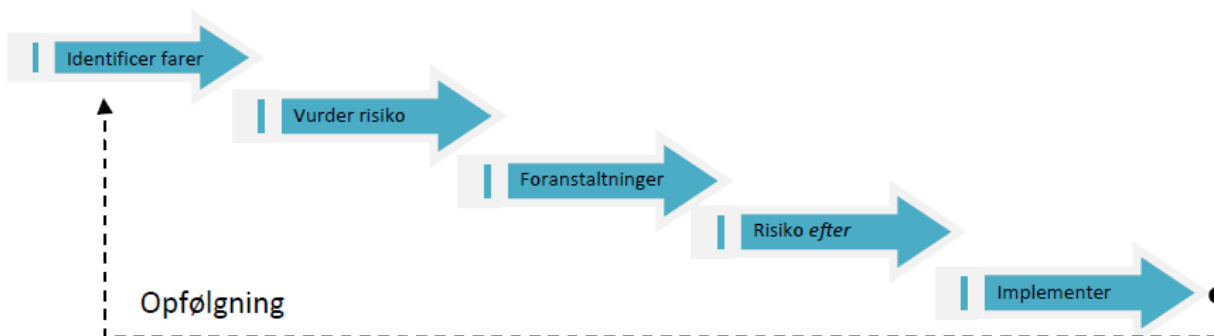 Identificer farer
Vurder risiko
Foranstaltninger
Risiko efter
Implementer
Opfølgning